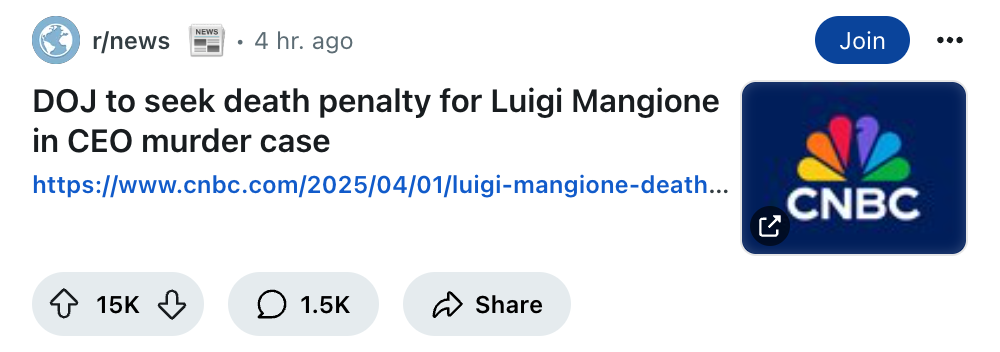 r/news NEWS • 4 hr. ago Join
DOJ to seek death penalty for Luigi Mangione
in CEO murder case
https://www.cnbc.com/2025/04/01/luigi-mangione-death...
CNBC
15K 1.5K Share